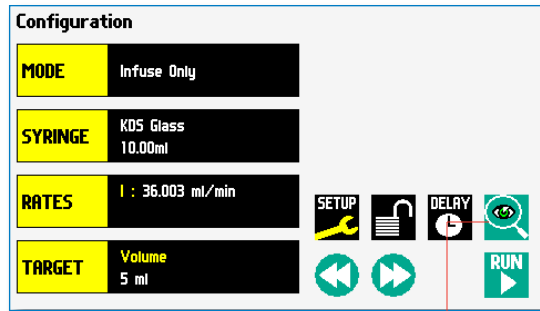 Configuration
MODE
Infuse Only
SYRINGE
KDS Glass
10.00ml
RATES
I : 36.003 ml/min
TARGET
Volume
5 ml
SETUP
DELAY
RUN